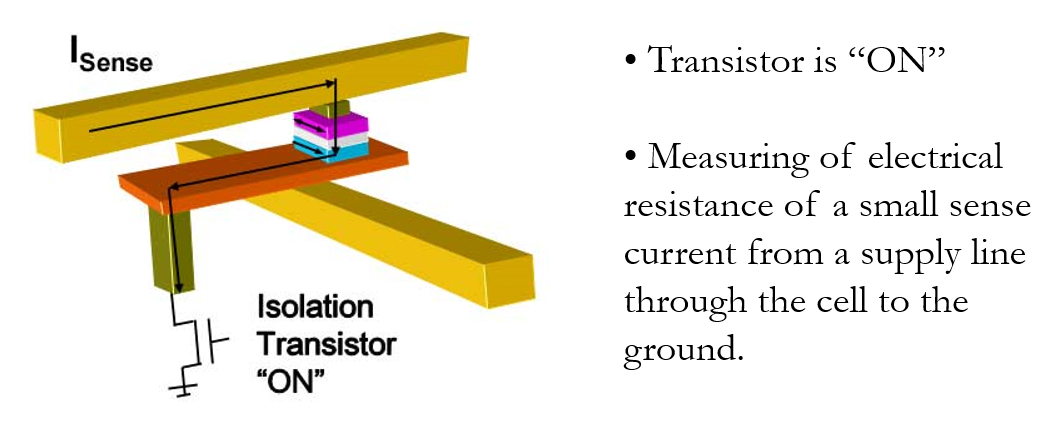 I Sense
Isolation
Transistor
“ON”
• Transistor is “ON”
• Measuring of electrical
resistance of a small sense
current from a supply line
through the cell to the
ground.